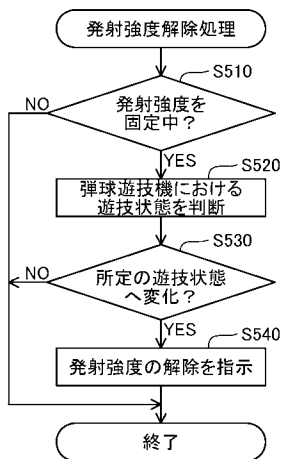 発射強度解除処理
S510
発射強度を
固定中？
NO
YES
S520
弾球遊技機における
遊技状態を判断
S530
所定の遊技状態
へ変化？
NO
YES
S540
発射強度の解除を指示
終了